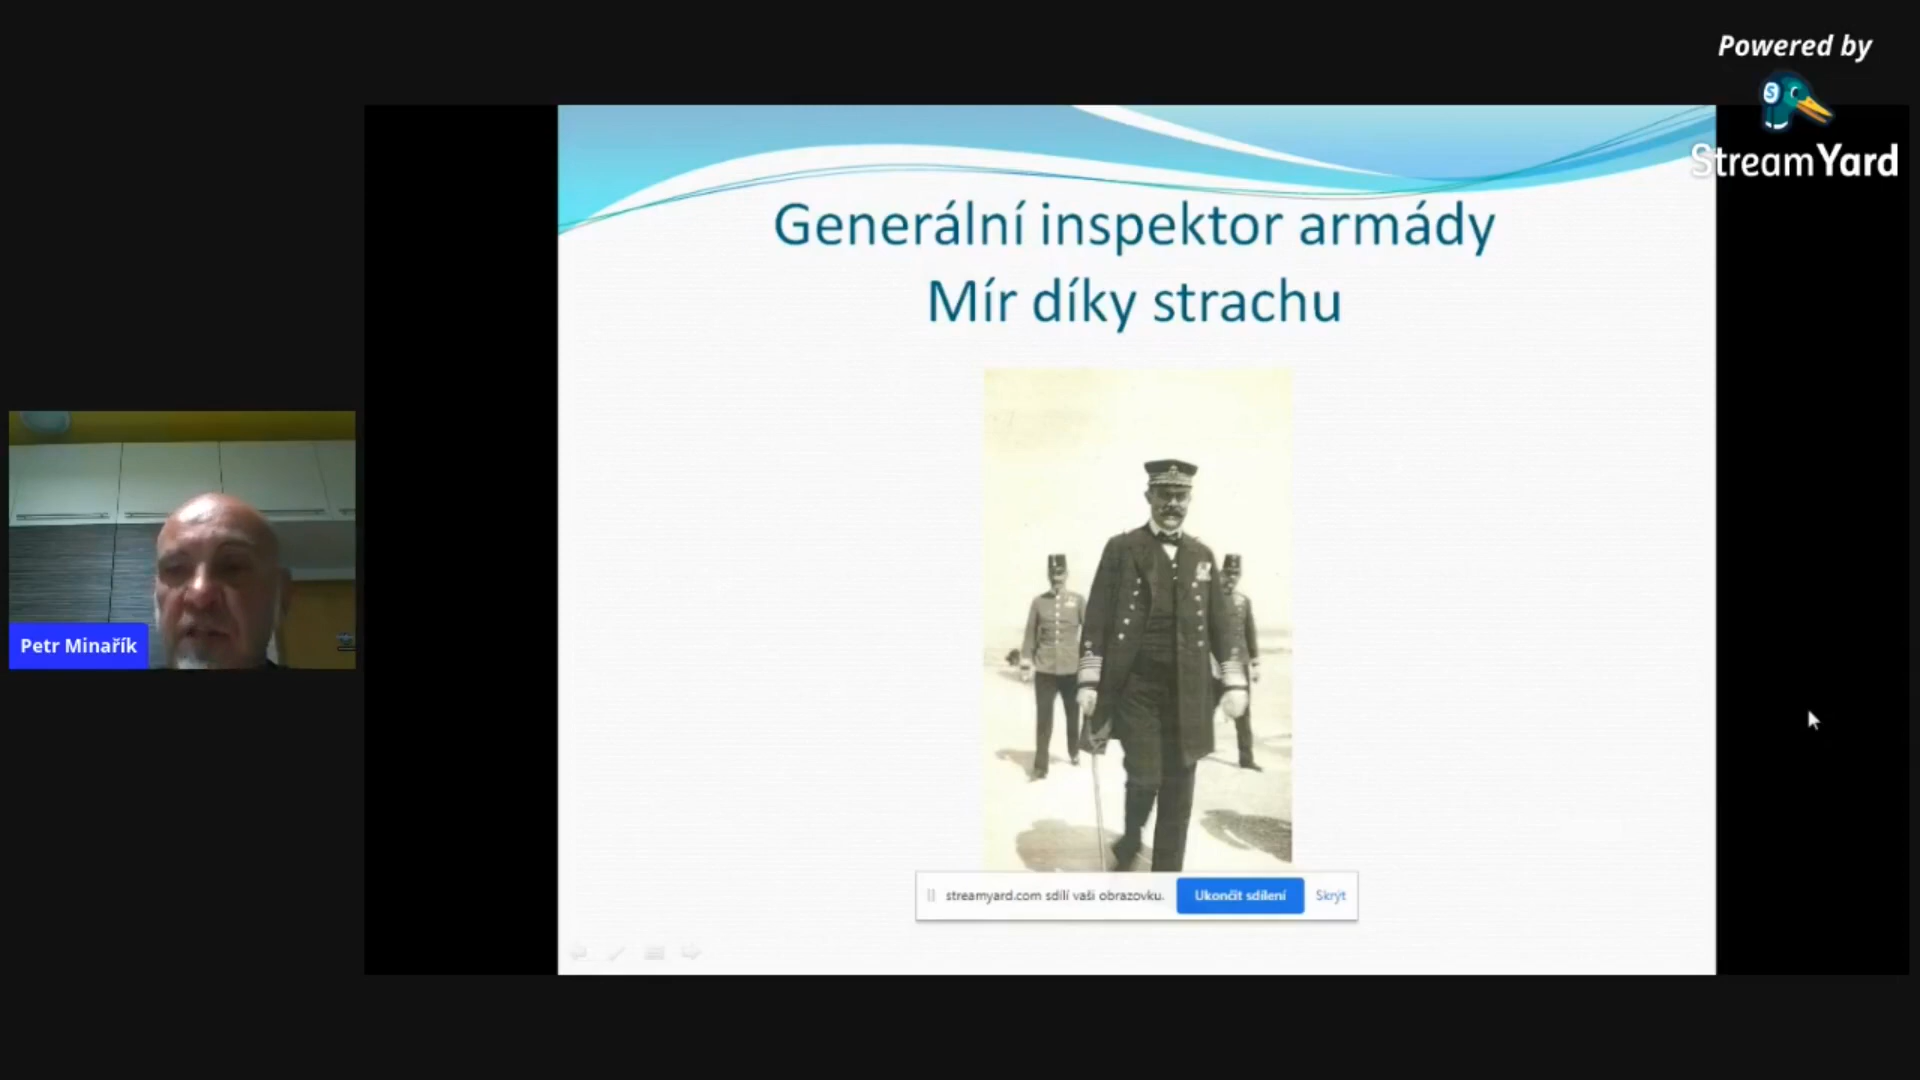 Powered by
StreamYard
Generální inspektor armády
Mír díky strachu
Petr Minařík
streamyard.com sdílí vaši obrazovku.
Ukončit sdílení
Skrýt